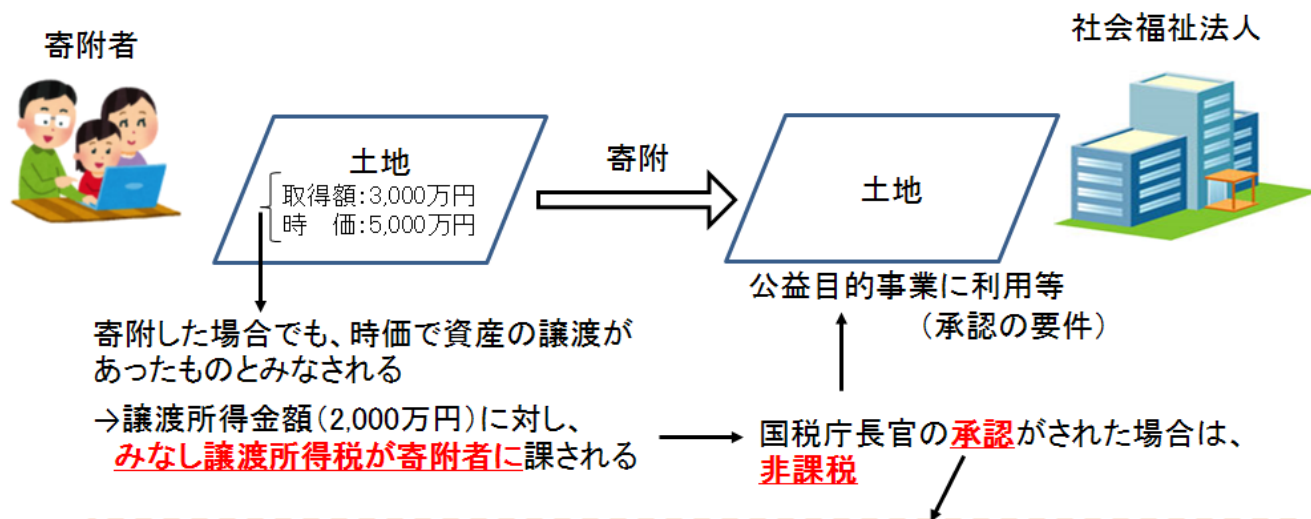 寄附者
社会福祉法人
土地
取得額:3,000万円
時　価:5,000万円
寄附
土地
公益目的事業に利用等
（承認の要件）
寄附した場合でも、時価で資産の譲渡が
あったものとみなされる
→譲渡所得金額（2,000万円）に対し、
みなし譲渡所得税が寄附者に課される
国税庁長官の承認がされた場合は、
非課税